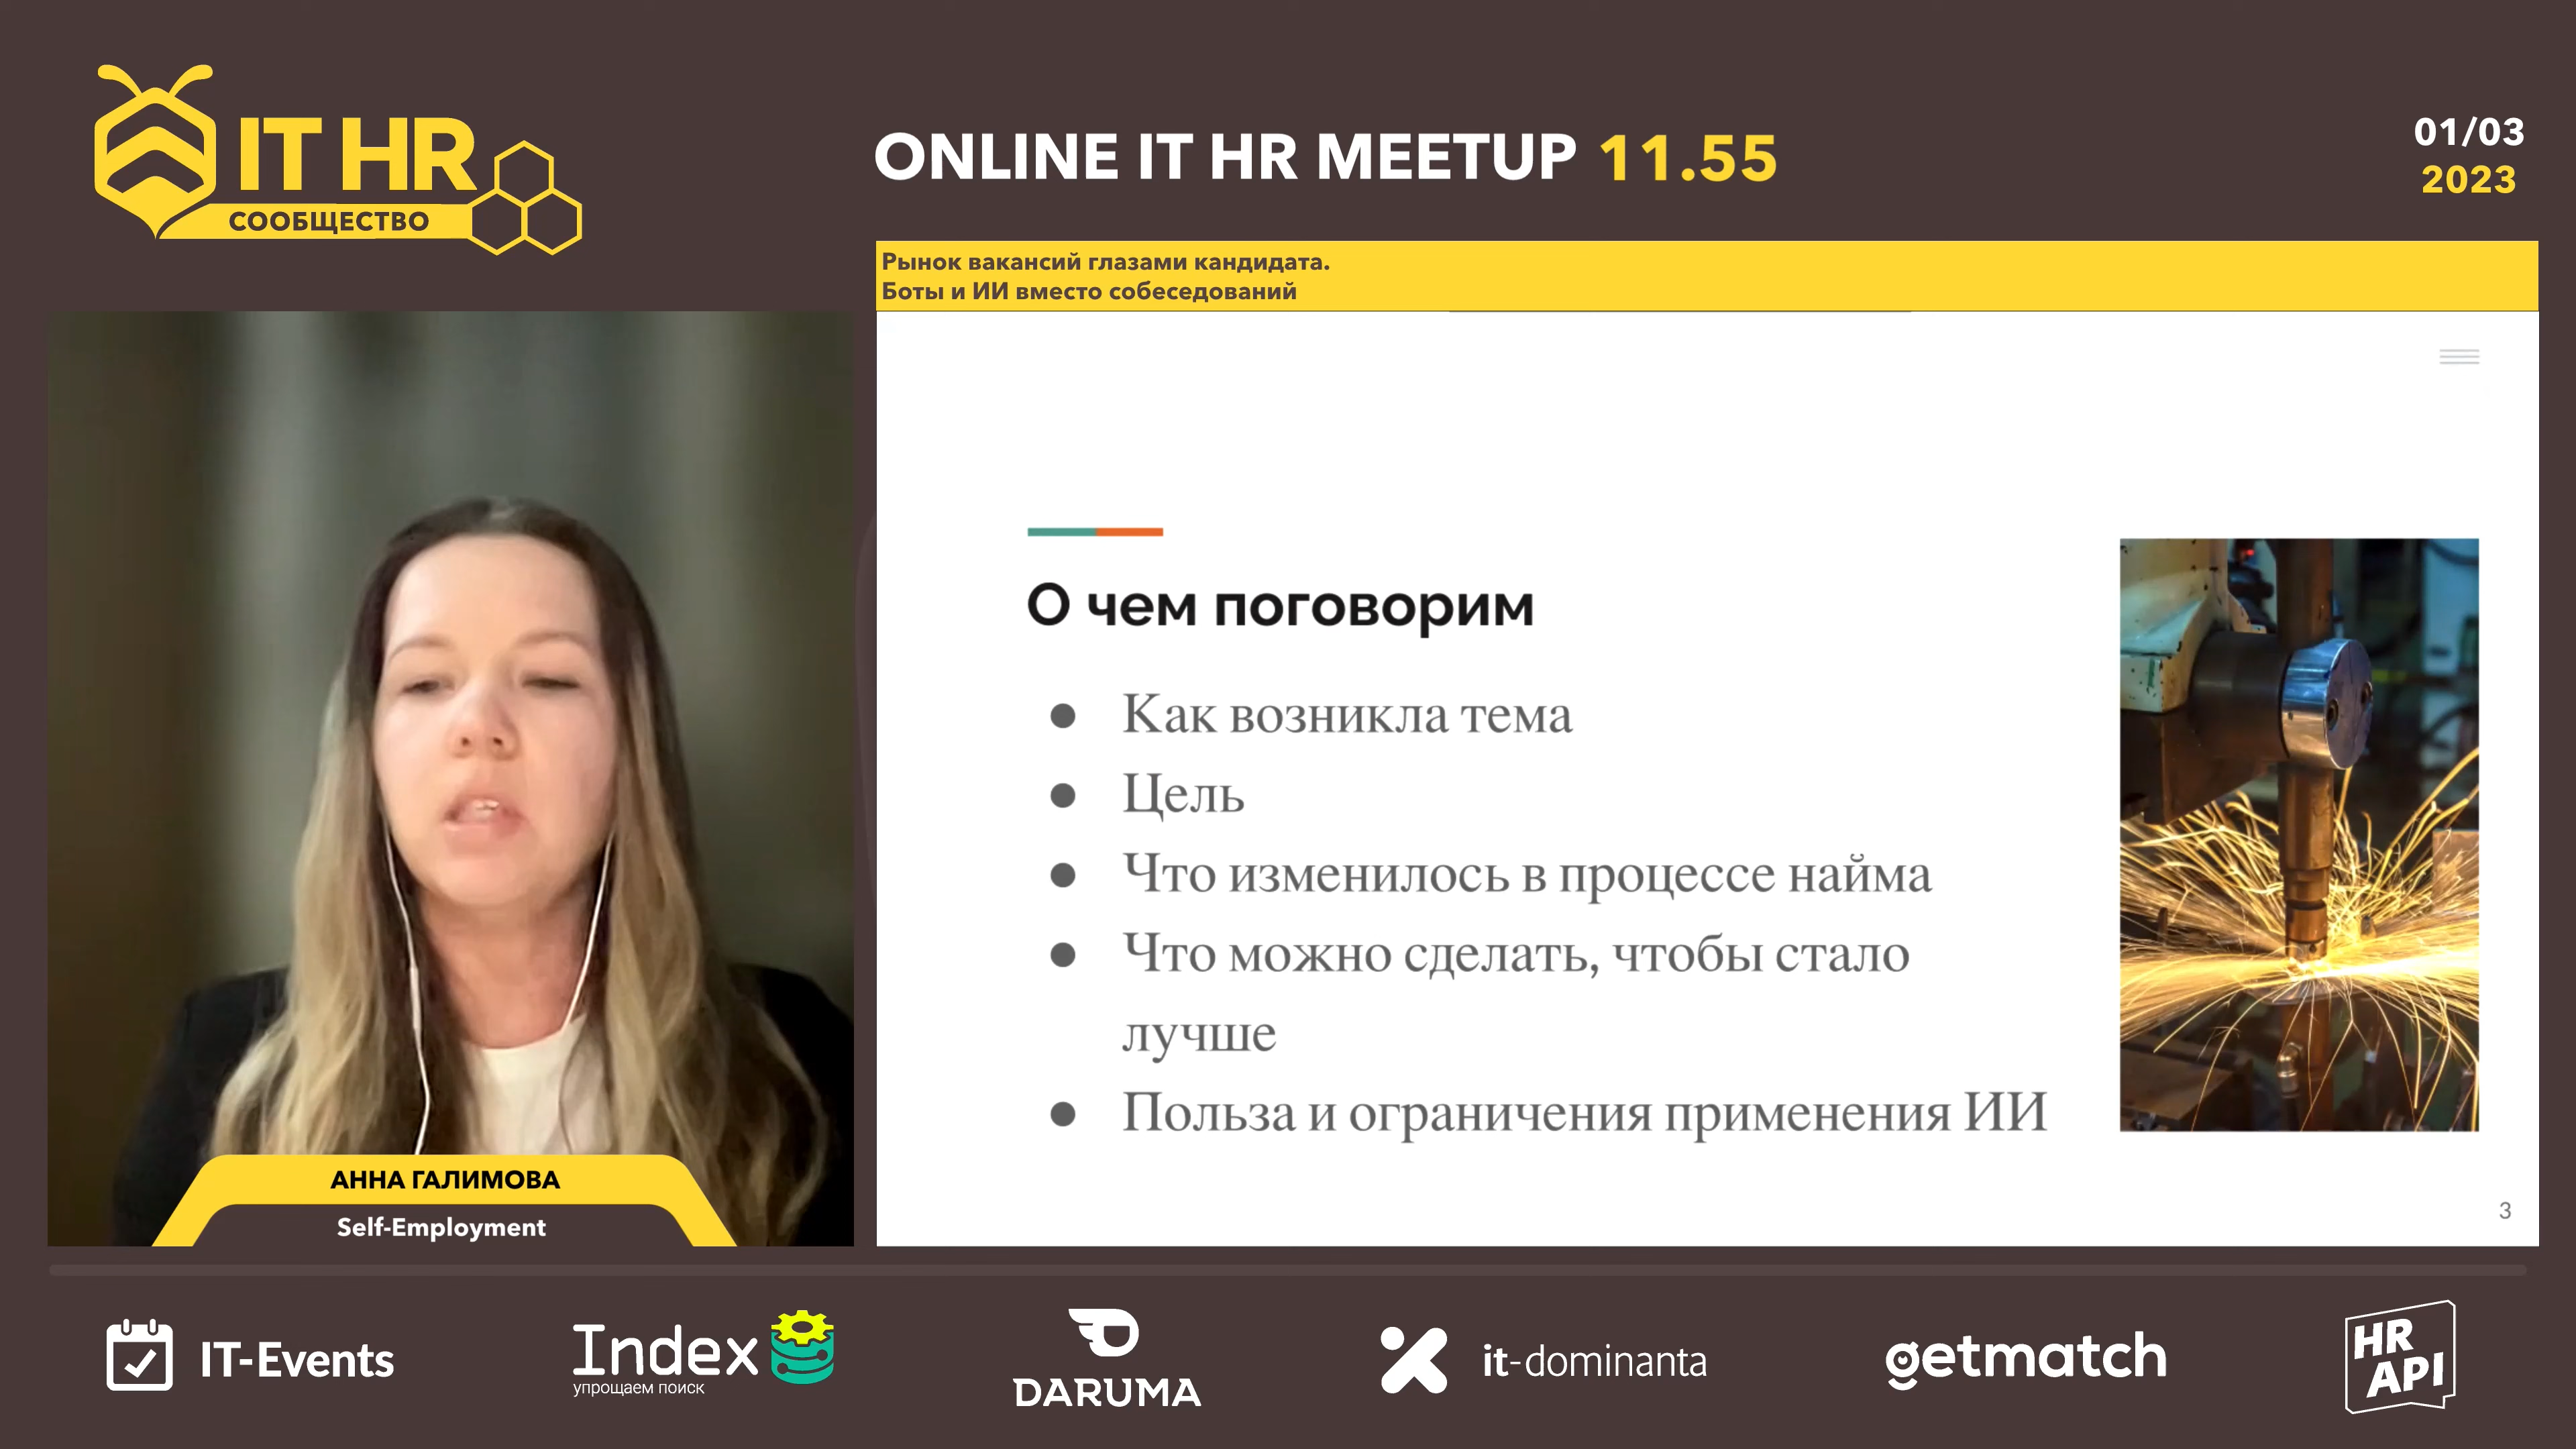 IT HR
СООБЩЕСТВО
ONLINE IT HR MEETUP 11.55
01/03
2023
Рынок вакансий глазами кандидата.
Боты и ИИ вместо собеседований
О чем поговорим
● Как возникла тема
● Цель
● Что изменилось в процессе найма
● Что можно сделать, чтобы стало
лучше
● Польза и ограничения применения ИИ
3
АННА ГАЛИМОВА
Self-Employment
IT-Events
Index
упрощаем поиск
DARUMA
it-dominanta
getmatch
HR
API